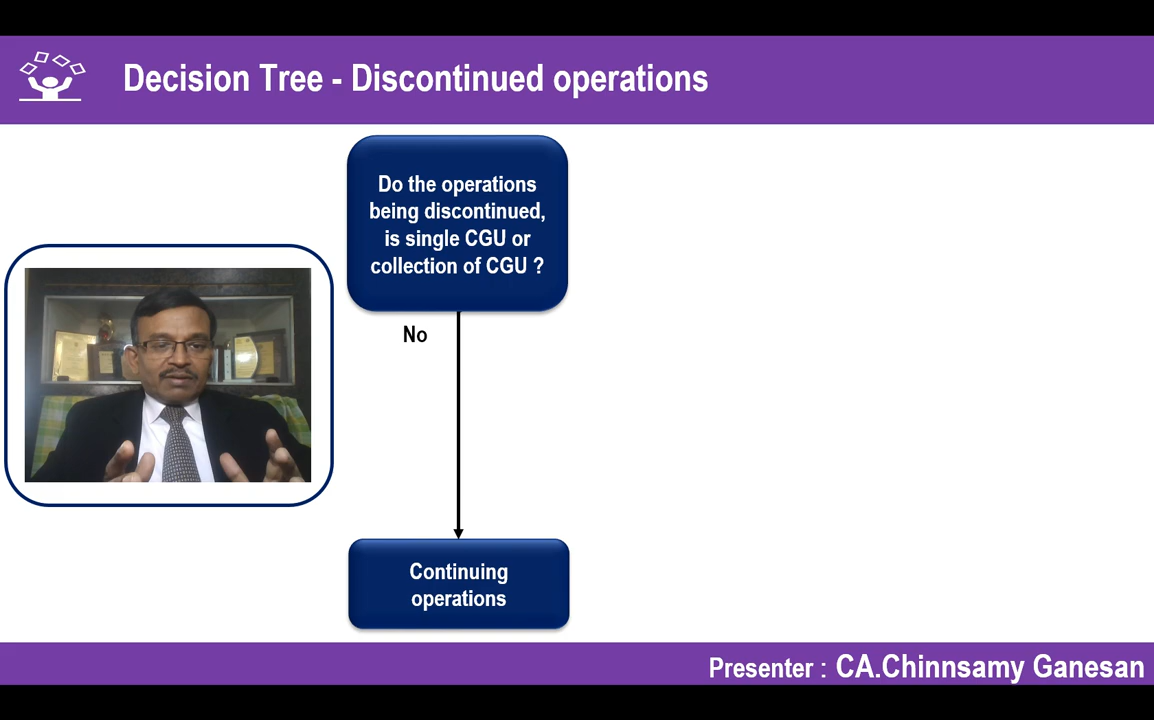 Decision Tree - Discontinued operations
Do the operations
being discontinued,
is single CGU or
collection of CGU ?
No
Continuing
operations
Presenter : CA.Chinnsamy Ganesan